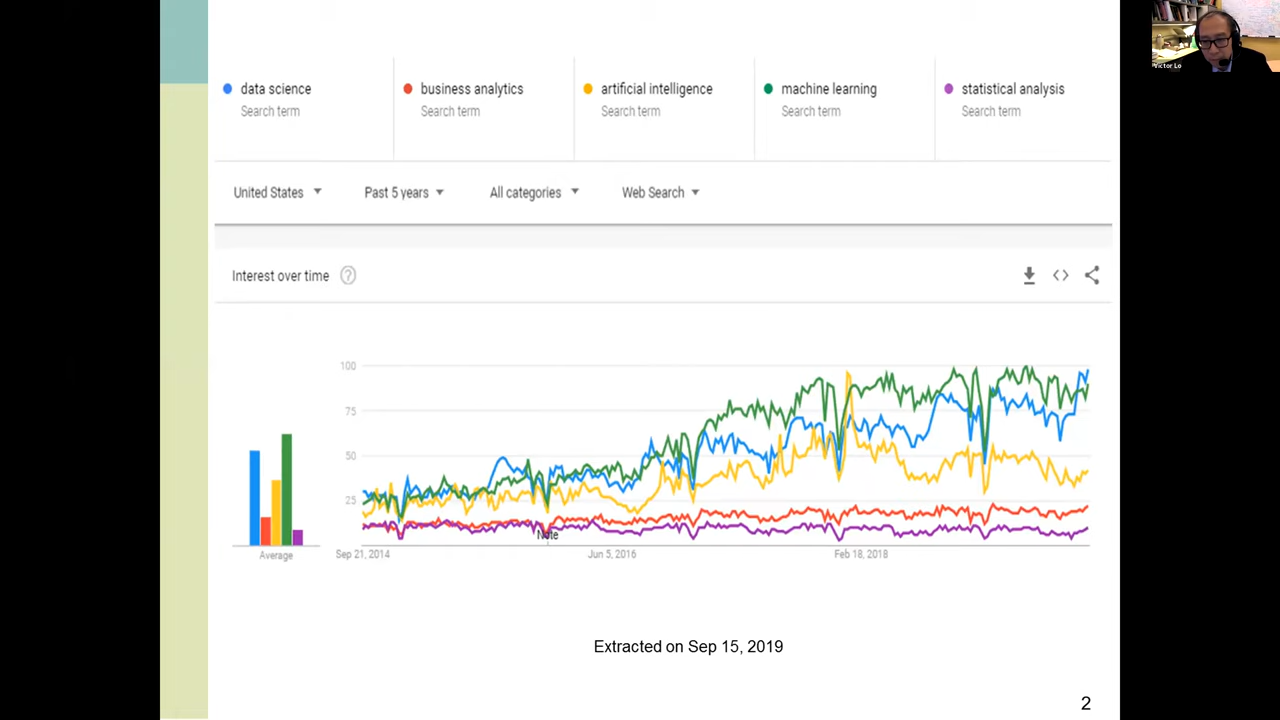 data science
Search term
business analytics
Search term
artificial intelligence
Search term
machine learning
Search term
statistical analysis
Search term
United States
Past 5 years
All categories
Web Search
Interest over time
?
100
75
50
25
Note
Average
Sep 21, 2014
Jun 5, 2016
Feb 18, 2018
Extracted on Sep 15, 2019
2
Victor Lo